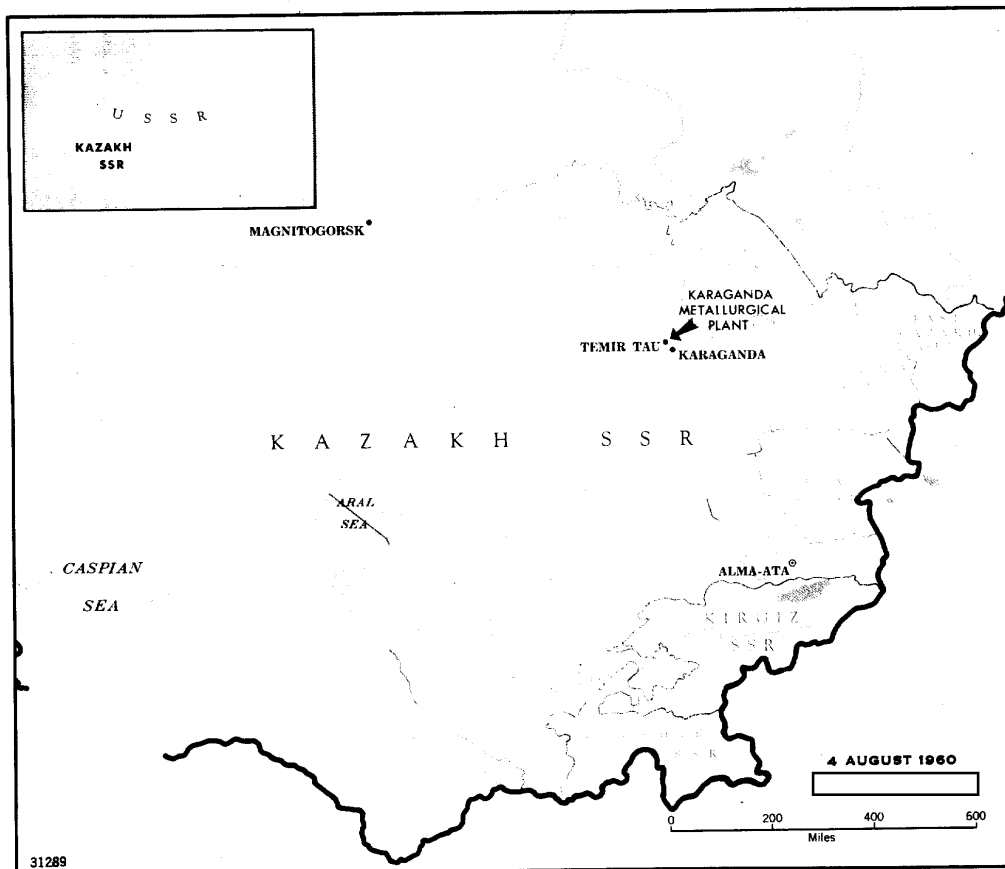 U S S R
KAZAKH
SSR
MAGNITOGORSK
KARAGANDA
METALLURGICAL
PLANT
TEMIR TAU
KARAGANDA
K A Z A K H S S R
ARAL
SEA
CASPIAN
SEA
ALMA-ATA
KIRGIZ
SSR
SSR
4 AUGUST 1960
0 200 400 600
Miles
31289